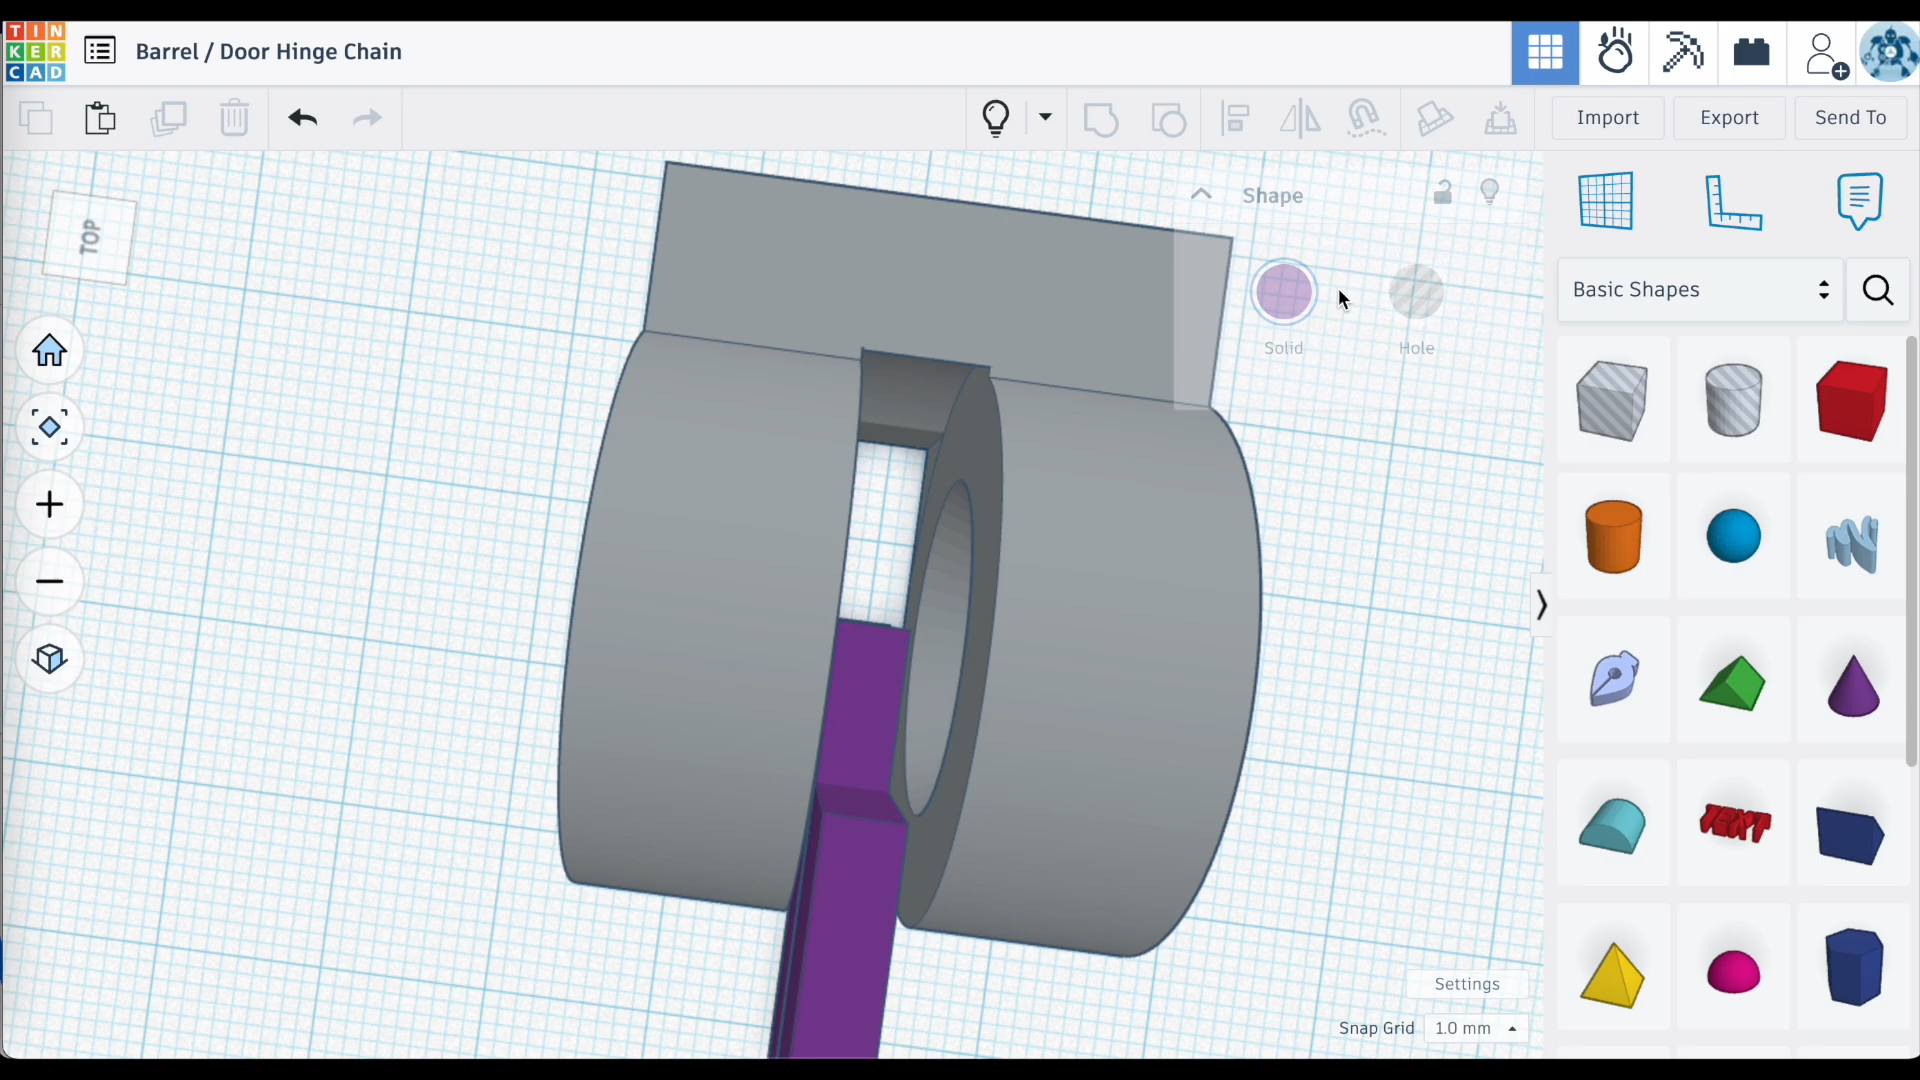 TIN
KER
CAD
Barrel / Door Hinge Chain
Import
Export
Send To
TOP
Shape
Solid
Hole
Basic Shapes
TEXT
Settings
Snap Grid
1.0 mm